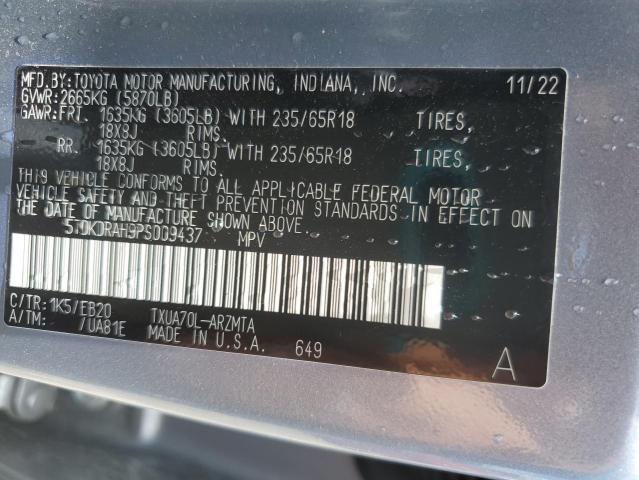 MFD.BY:TOYOTA MOTOR MANUFACTURING, INDIANA, INC. 11/22
GVWR:2665KG (5870LB)
GAWR:FRT. 1635KG (3605LB) WITH 235/65R18 TIRES,
18X8J RIMS.
RR. 1635KG (3605LB) WITH 235/65R18 TIRES,
18X8J RIMS.
THIS VEHICLE CONFORMS TO ALL APPLICABLE FEDERAL MOTOR
VEHICLE SAFETY AND THEFT PREVENTION STANDARDS IN EFFECT ON
THE DATE OF MANUFACTURE SHOWN ABOVE.
MPV
C/TR: 1K5/EB20 TXUA70L-ARZMTA
A/TM: /UA81E MADE IN U.S.A. 649
A